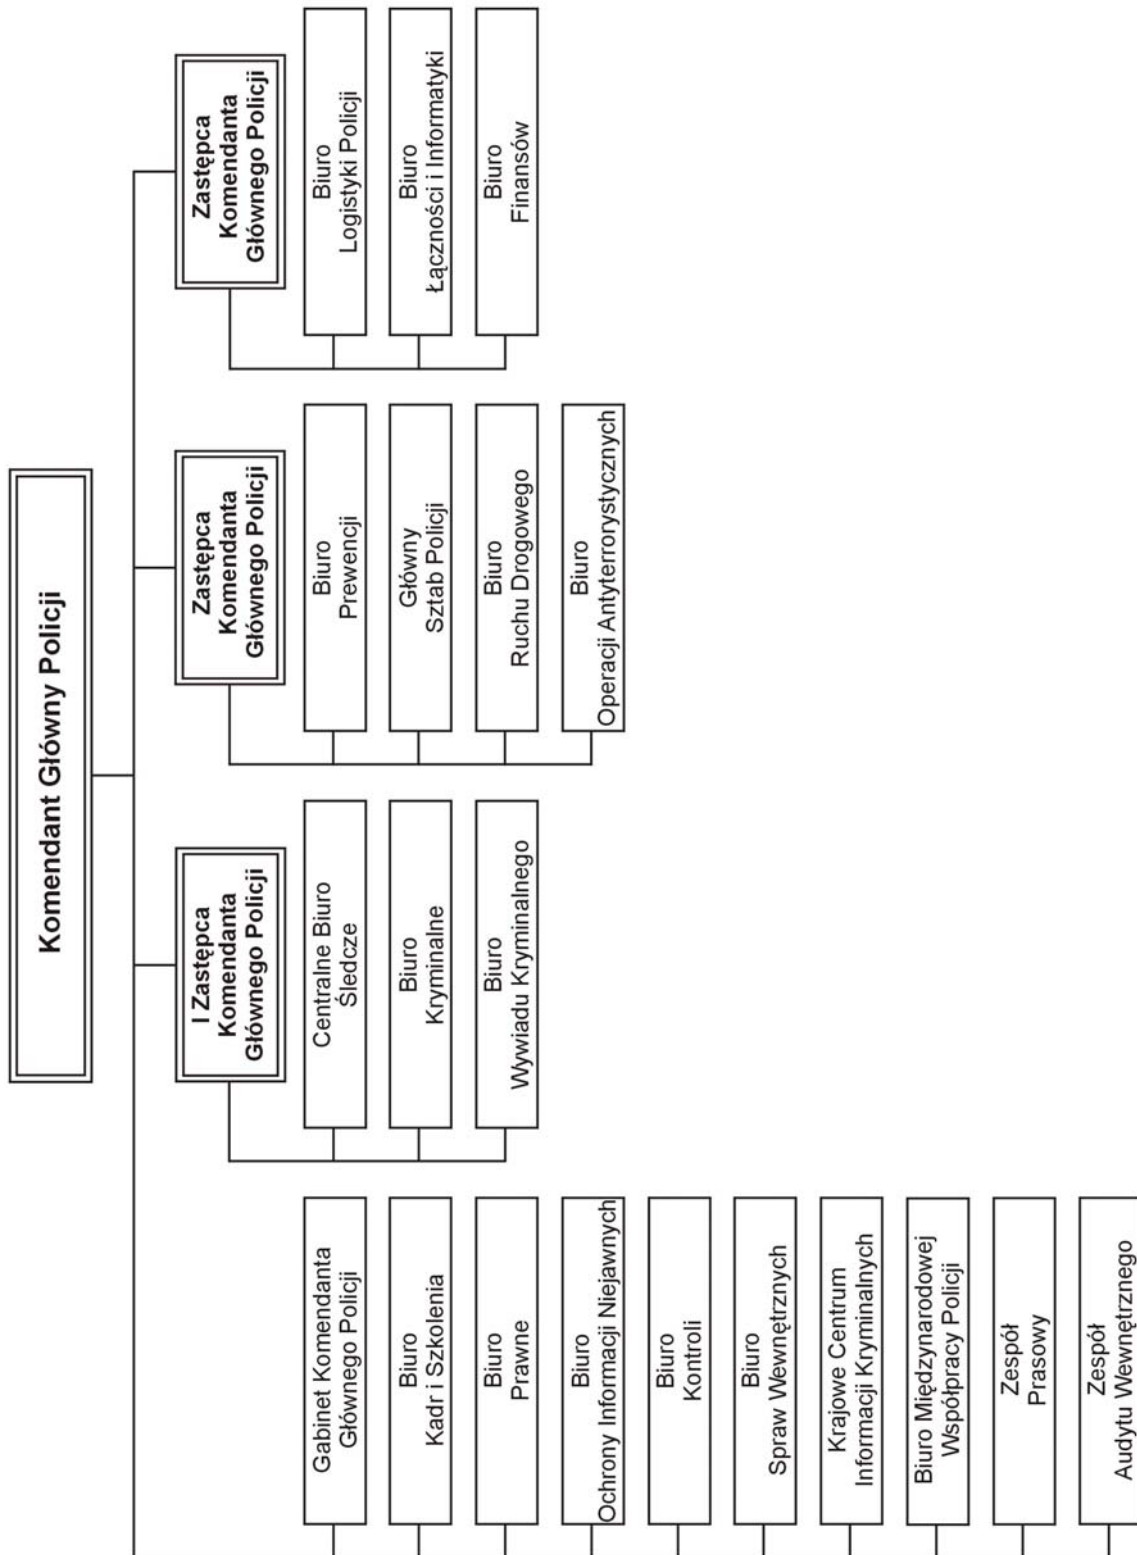 Komendant Główny Policji
I Zastępca
Komendanta
Głównego Policji
Zastępca
Komendanta
Głównego Policji
Zastępca
Komendanta
Głównego Policji
Gabinet Komendanta
Głównego Policji
Biuro
Kadr i Szkolenia
Biuro
Prawne
Biuro
Ochrony Informacji Niejawnych
Biuro
Kontroli
Biuro
Spraw Wewnętrznych
Krajowe Centrum
Informacji Kryminalnych
Biuro Międzynarodowej
Współpracy Policji
Zespół
Prasowy
Zespół
Audytu Wewnętrznego
Centralne Biuro
Śledcze
Biuro
Kryminalne
Biuro
Wywiadu Kryminalnego
Biuro
Prewencji
Główny
Sztab Policji
Biuro
Ruchu Drogowego
Biuro
Operacji Antyterrorystycznych
Biuro
Logistyki Policji
Biuro
Łączności i Informatyki
Biuro
Finansów